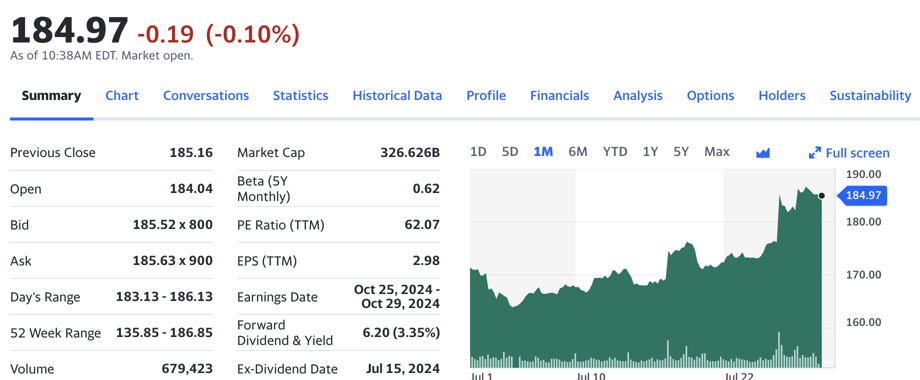 184.97 -0.19 (-0.10%)
As of 10:38AM EDT. Market open.
Summary Chart Conversations Statistics Historical Data Profile Financials Analysis Options Holders Sustainability
Previous Close 185.16
Open 184.04
Bid 185.52 x 800
Ask 185.63 x 900
Day's Range 183.13 - 186.13
52 Week Range 135.85 - 186.85
Volume 679,423
Market Cap 326.626B
Beta (5Y
Monthly) 0.62
PE Ratio (TTM) 62.07
EPS (TTM) 2.98
Earnings Date Oct 25, 2024 -
Oct 29, 2024
Forward
Dividend & Yield 6.20 (3.35%)
Ex-Dividend Date Jul 15, 2024
1D 5D 1M 6M YTD 1Y 5Y Max Full screen
190.00
184.97
180.00
170.00
160.00
Jul 1 Jul 10 Jul 22